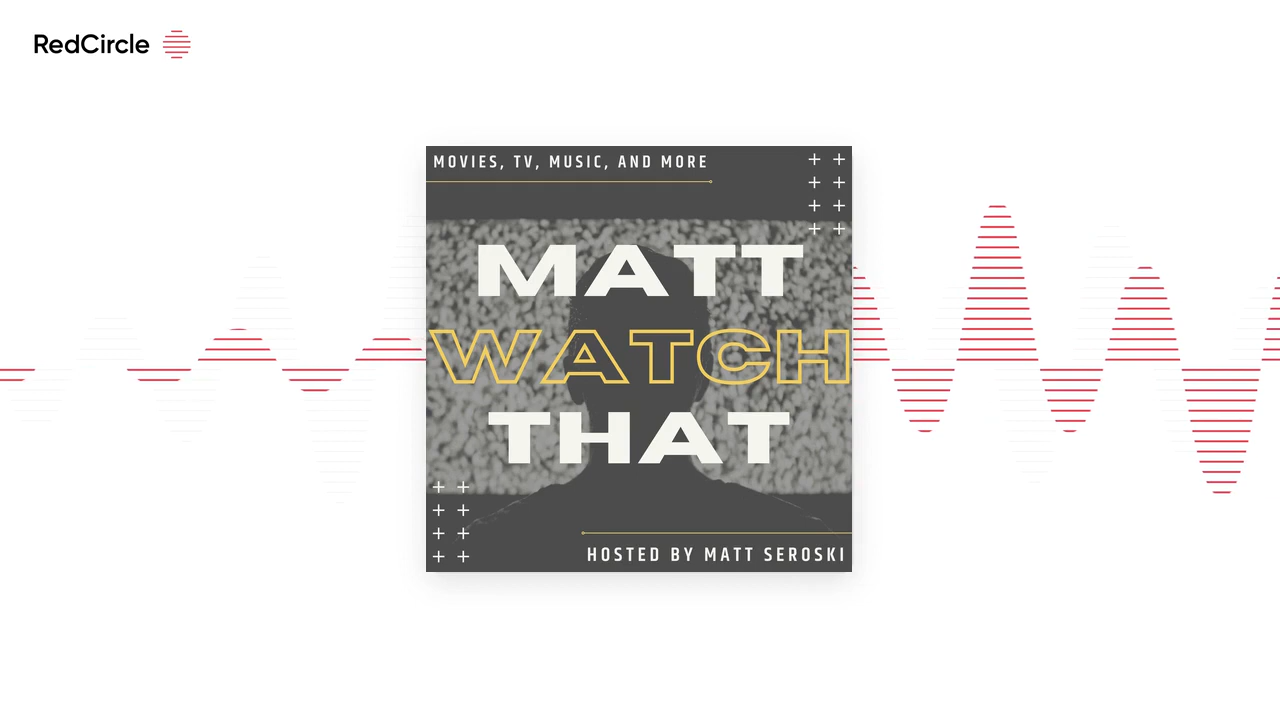 RedCircle
MOVIES, TV, MUSIC, AND MORE
MATT
WATCH
THAT
HOSTED BY MATT SEROSKI